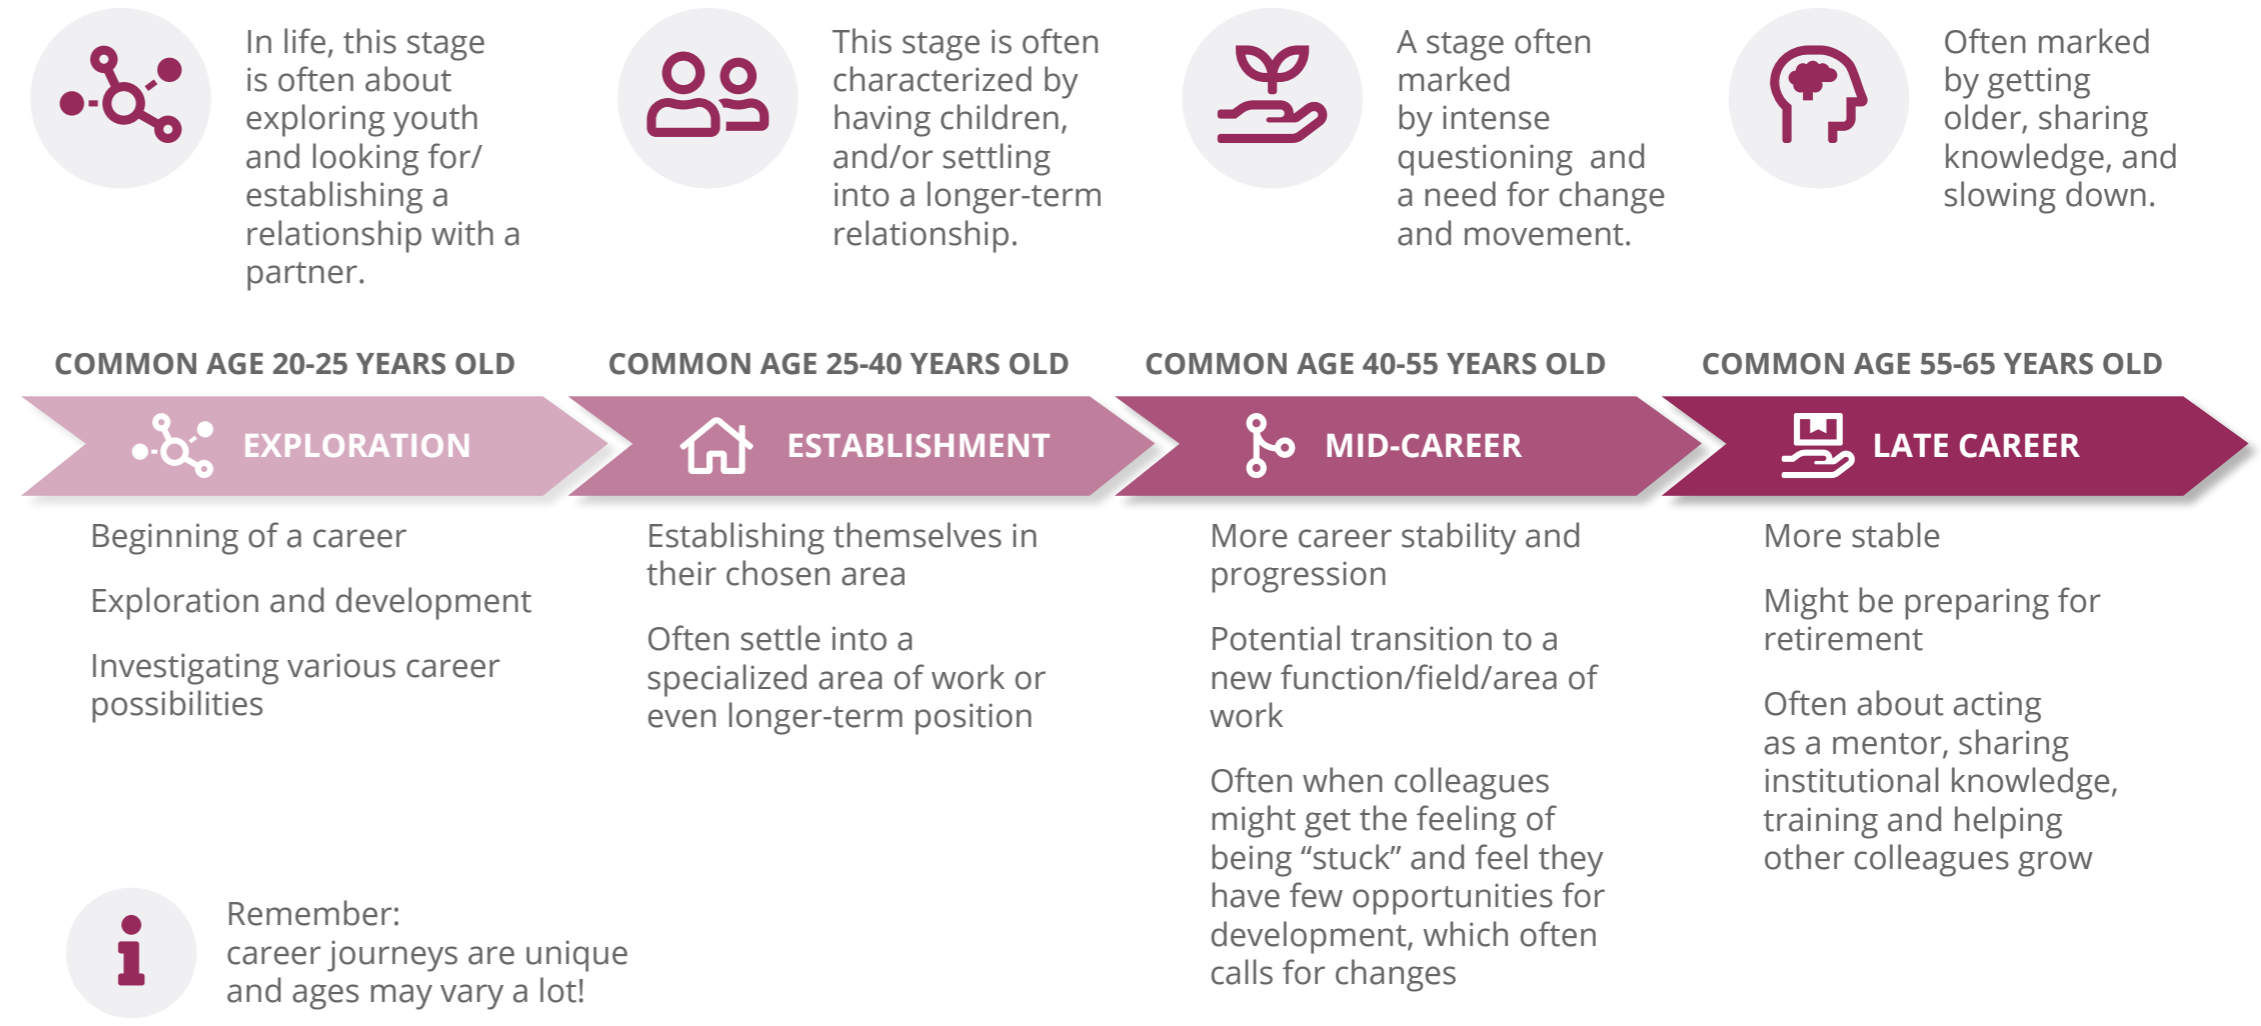 In life, this stage
is often about
exploring youth
and looking for/
establishing a
relationship with a
partner.
This stage is often
characterized by
having children,
and/or settling
into a longer-term
relationship.
A stage often
marked
by intense
questioning and
a need for change
and movement.
Often marked
by getting
older, sharing
knowledge, and
slowing down.
COMMON AGE 20-25 YEARS OLD
COMMON AGE 25-40 YEARS OLD
COMMON AGE 40-55 YEARS OLD
COMMON AGE 55-65 YEARS OLD
EXPLORATION
ESTABLISHMENT
MID-CAREER
LATE CAREER
Beginning of a career
Exploration and development
Investigating various career
possibilities
Establishing themselves in
their chosen area
Often settle into a
specialized area of work or
even longer-term position
More career stability and
progression
Potential transition to a
new function/field/area of
work
Often when colleagues
might get the feeling of
being “stuck” and feel they
have few opportunities for
development, which often
calls for changes
More stable
Might be preparing for
retirement
Often about acting
as a mentor, sharing
institutional knowledge,
training and helping
other colleagues grow
Remember:
career journeys are unique
and ages may vary a lot!